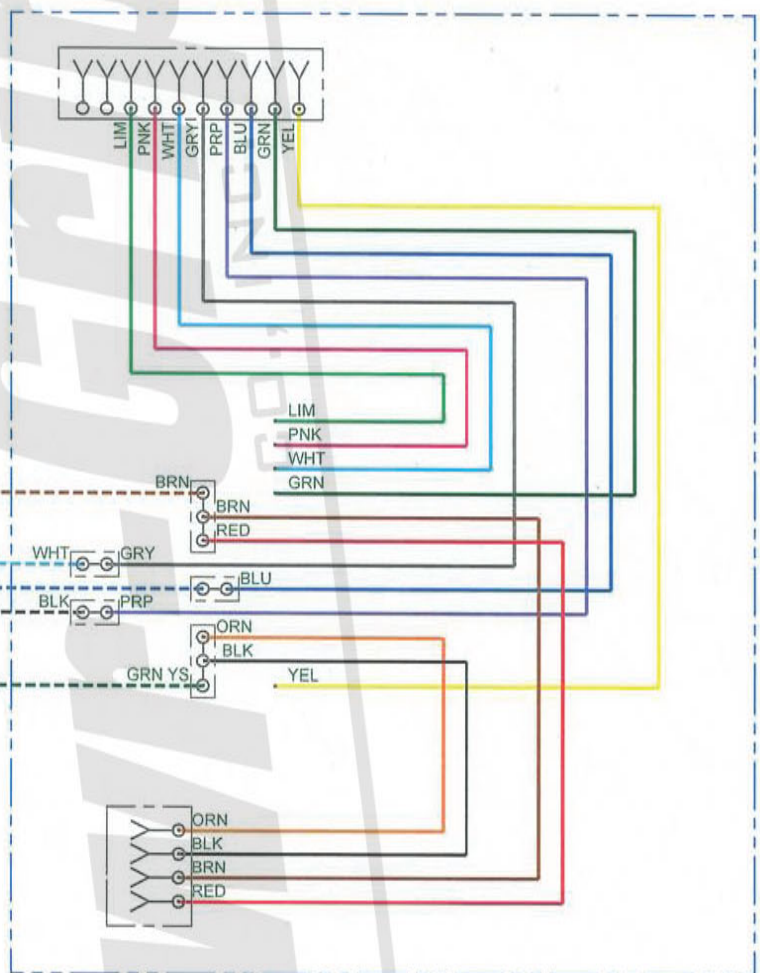 LIM PNK WHT GRY PRP BLU GRN YEL
LIM
PNK
WHT
BRN GRN
BRN
RED
WHT GRY
BLU
BLK PRP
ORN
BLK
GRN YS YEL
ORN
BLK
BRN
RED